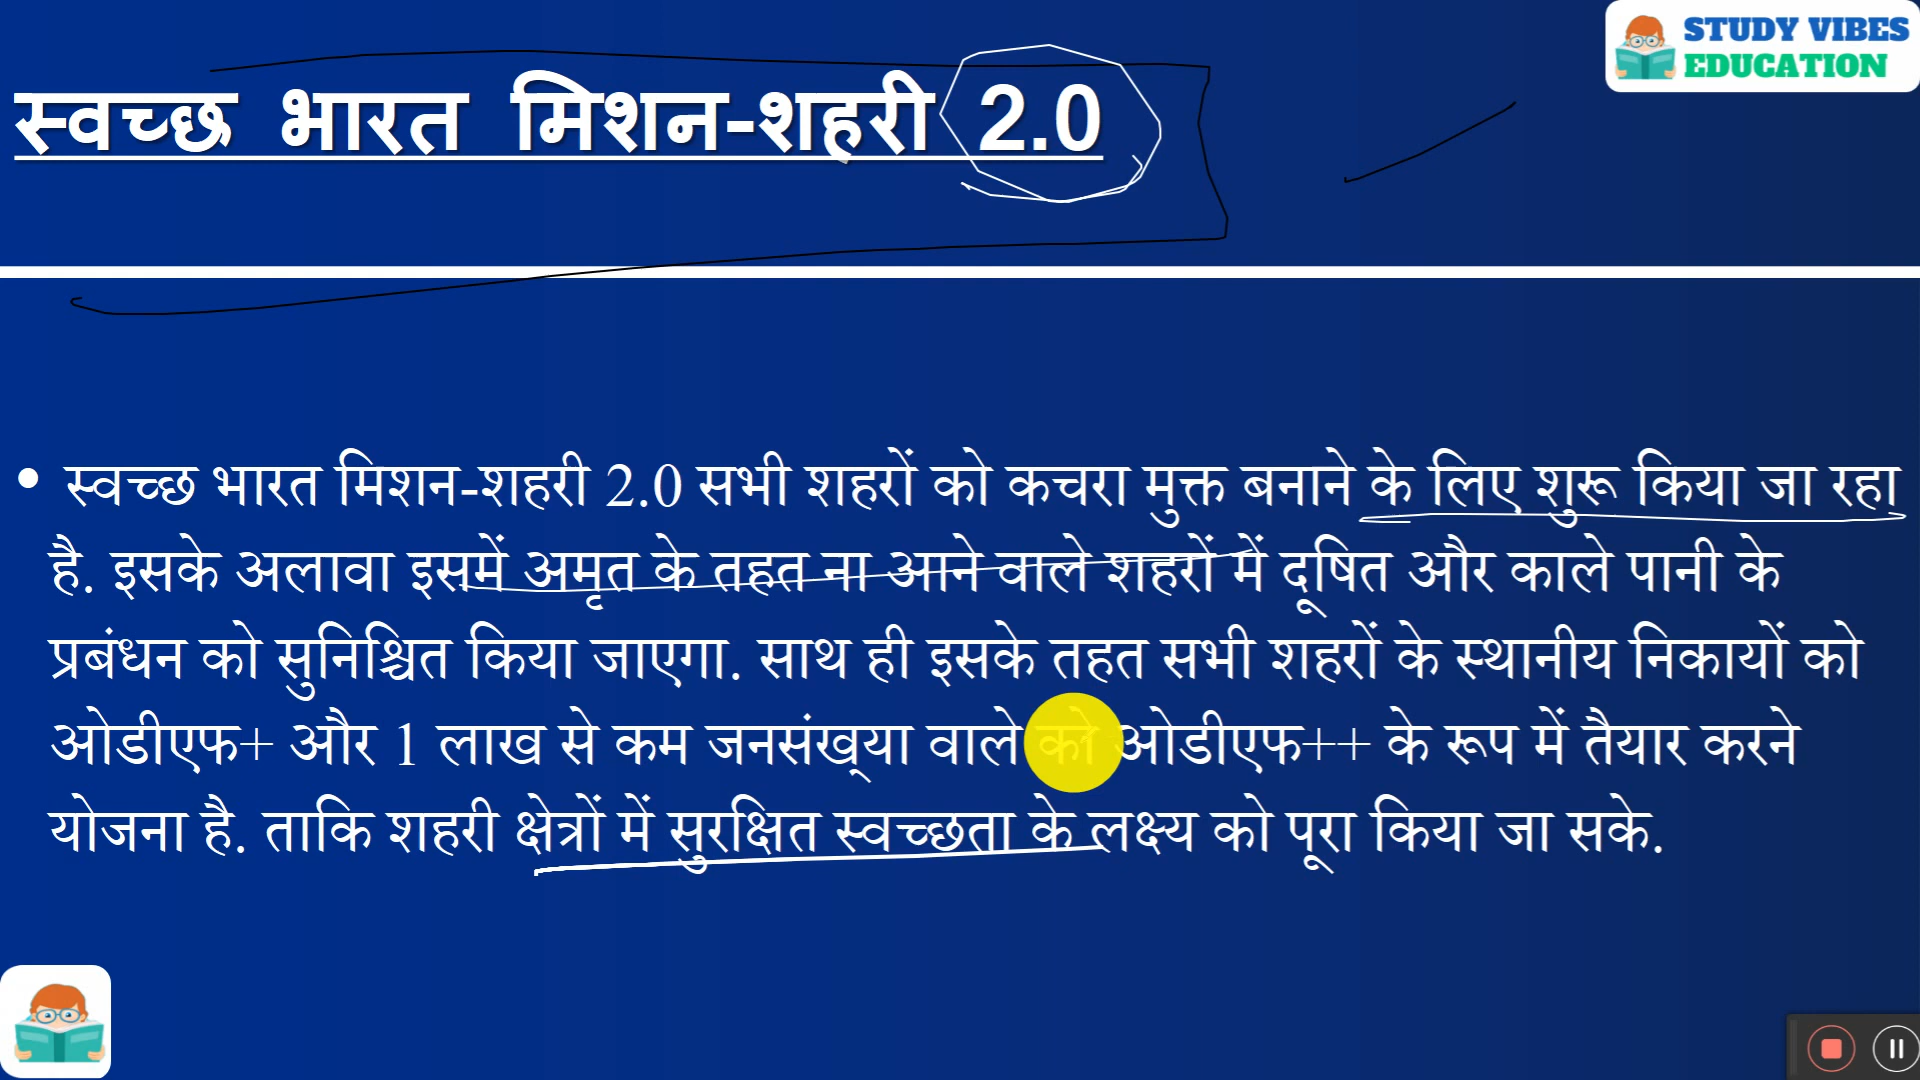 STUDY VIBES
EDUCATION
स्वच्छ भारत मिशन-शहरी 2.0
• स्वच्छ भारत मिशन-शहरी 2.0 सभी शहरों को कचरा मुक्त बनाने के लिए शुरू किया जा रहा
है. इसके अलावा इसमें अमृत के तहत ना आने वाले शहरों में दूषित और काले पानी के
प्रबंधन को सुनिश्चित किया जाएगा. साथ ही इसके तहत सभी शहरों के स्थानीय निकायों को
ओडीएफ+ और 1 लाख से कम जनसंख्या वाले को ओडीएफ++ के रूप में तैयार करने
योजना है. ताकि शहरी क्षेत्रों में सुरक्षित स्वच्छता के लक्ष्य को पूरा किया जा सके.